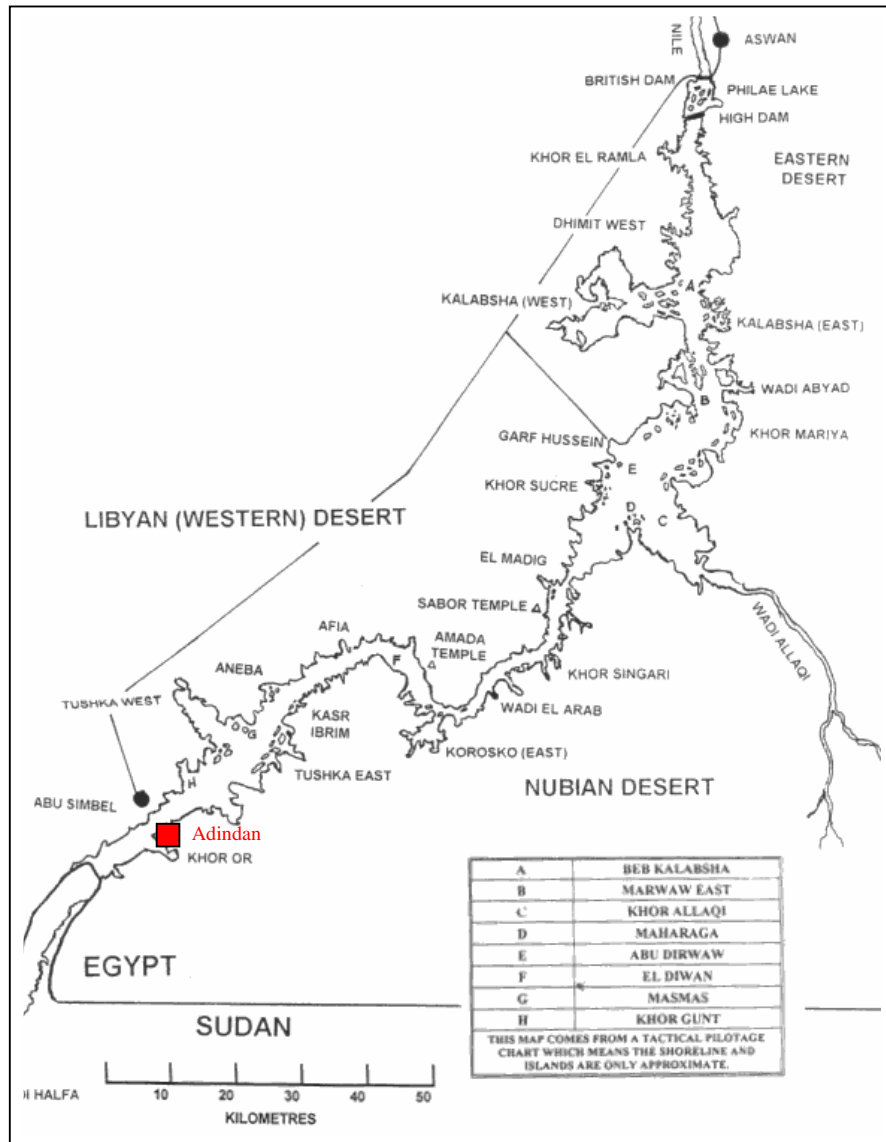 NILE
ASWAN
BRITISH DAM
PHILAE LAKE
HIGH DAM
KHOR EL RAMLA
EASTERN
DESERT
DHIMIT WEST
A
KALABSHA (WEST)
KALABSHA (EAST)
WADI ABYAD
B
KHOR MARIYA
GARF HUSSEIN
E
KHOR SUCRE
D
C
LIBYAN (WESTERN) DESERT
EL MADIG
SABOR TEMPLE
WADI ALLAQI
AFIA
AMADA
TEMPLE
F
ANEBA
KHOR SINGARI
TUSHKA WEST
WADI EL ARAB
KASR
IBRIM
G
KOROSKO (EAST)
TUSHKA EAST
H
NUBIAN DESERT
ABU SIMBEL
Adindan
KHOR OR
A BEB KALABSHA
B MARWAW EAST
C KHOR ALLAQI
D MAHARAGA
E ABU DIRWAW
F EL DIWAN
G MASMAS
H KHOR GUNT
THIS MAP COMES FROM A TACTICAL PILOTAGE
CHART WHICH MEANS THE SHORELINE AND
ISLANDS ARE ONLY APPROXIMATE.
EGYPT
SUDAN
DI HALFA
10 20 30 40 50
KILOMETRES